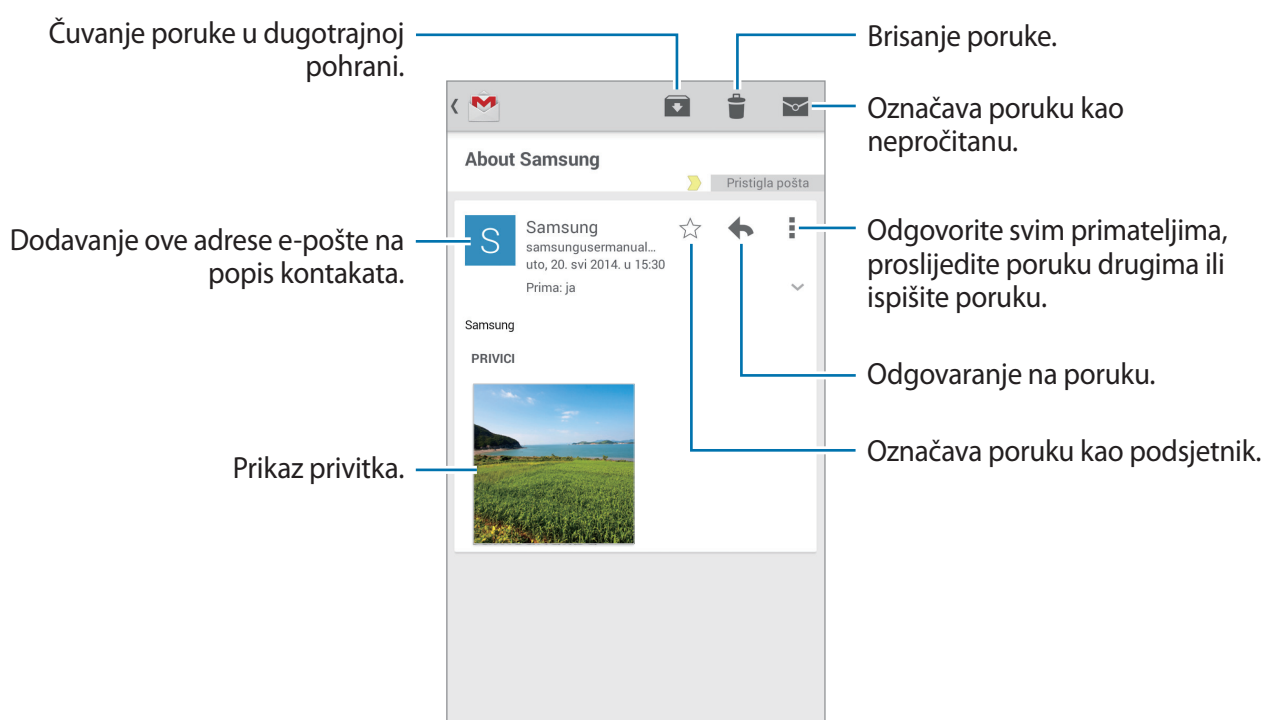 Čuvanje poruke u dugotrajnoj
pohrani.
Brisanje poruke.
Označava poruku kao
nepročitanu.
About Samsung
Pristigla pošta
Dodavanje ove adrese e-pošte na
popis kontakata.
S
Samsung
samsungusermanual...
uto, 20. svi 2014. u 15:30
Prima: ja
Odgovorite svim primateljima,
proslijedite poruku drugima ili
ispišite poruku.
Samsung
PRIVICI
Odgovaranje na poruku.
Označava poruku kao podsjetnik.
Prikaz privitka.